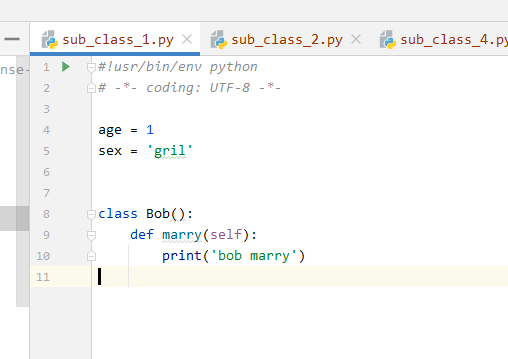 sub_class_1.py sub_class_2.py sub_class_4.py
nse-
1 #!usr/bin/env python
2 # -*- coding: UTF-8 -*-
3
4 age = 1
5 sex = 'gril'
6
7
8 class Bob():
9 def marry(self):
10 print('bob marry')
11